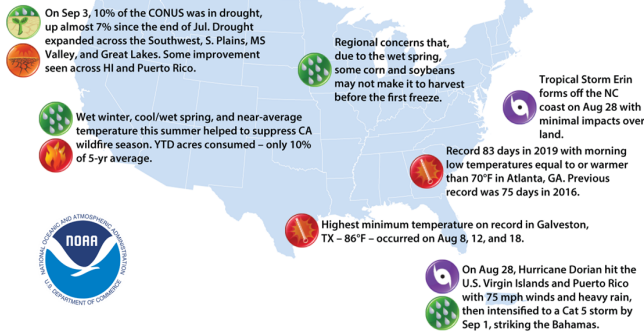 On Sep 3, 10% of the CONUS was in drought,
up almost 7% since the end of Jul. Drought
expanded across the Southwest, S. Plains, MS
Valley, and Great Lakes. Some improvement
seen across HI and Puerto Rico.
Regional concerns that,
due to the wet spring,
some corn and soybeans
may not make it to harvest
before the first freeze.
Tropical Storm Erin
forms off the NC
coast on Aug 28 with
minimal impacts over
land.
Wet winter, cool/wet spring, and near-average
temperature this summer helped to suppress CA
wildfire season. YTD acres consumed – only 10%
of 5-yr average.
Record 83 days in 2019 with morning
low temperatures equal to or warmer
than 70°F in Atlanta, GA. Previous
record was 75 days in 2016.
Highest minimum temperature on record in Galveston,
TX – 86°F – occurred on Aug 8, 12, and 18.
NATIONAL OCEANIC AND ATMOSPHERIC ADMINISTRATION
NOAA
U.S. DEPARTMENT OF COMMERCE
On Aug 28, Hurricane Dorian hit the
U.S. Virgin Islands and Puerto Rico
with 75 mph winds and heavy rain,
then intensified to a Cat 5 storm by
Sep 1, striking the Bahamas.